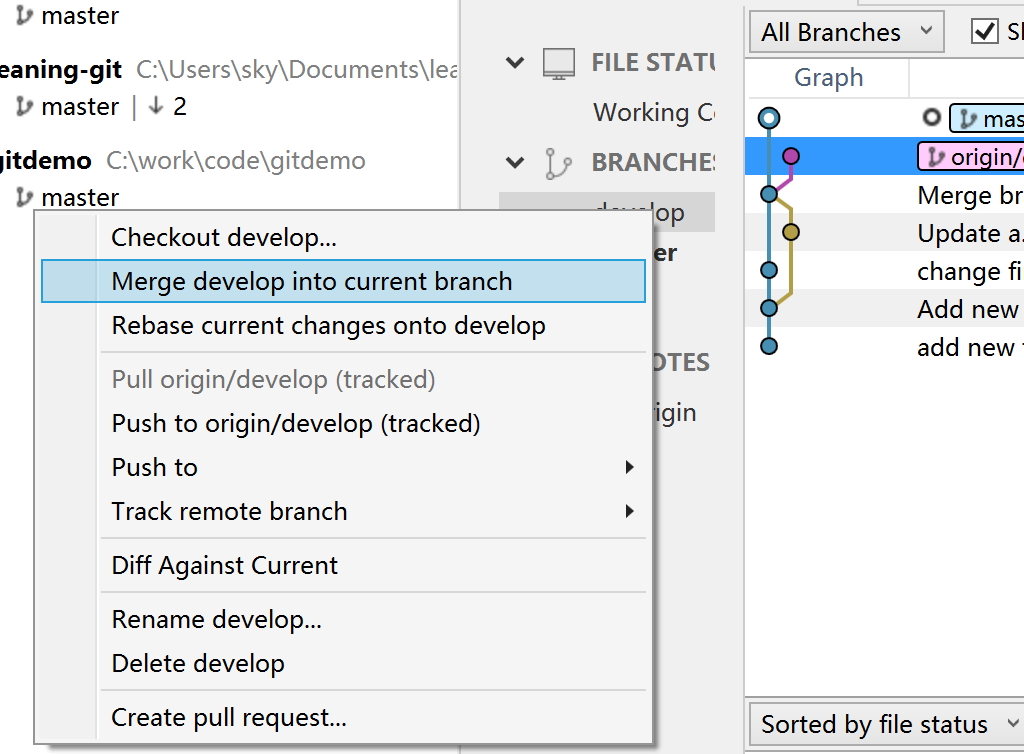 master
eaning-git C:\Users\sky\Documents\lea
master | ↓ 2
gitdemo C:\work\code\gitdemo
master
Checkout develop...
Merge develop into current branch
Rebase current changes onto develop
Pull origin/develop (tracked)
Push to origin/develop (tracked)
Push to
Track remote branch
Diff Against Current
Rename develop...
Delete develop
Create pull request...
FILE STATU
Working Co
BRANCHES
develop
er
OTES
rigin
All Branches
Sh
Graph
mas
origin/
Merge br
Update a
change fi
Add new
add new
Sorted by file status